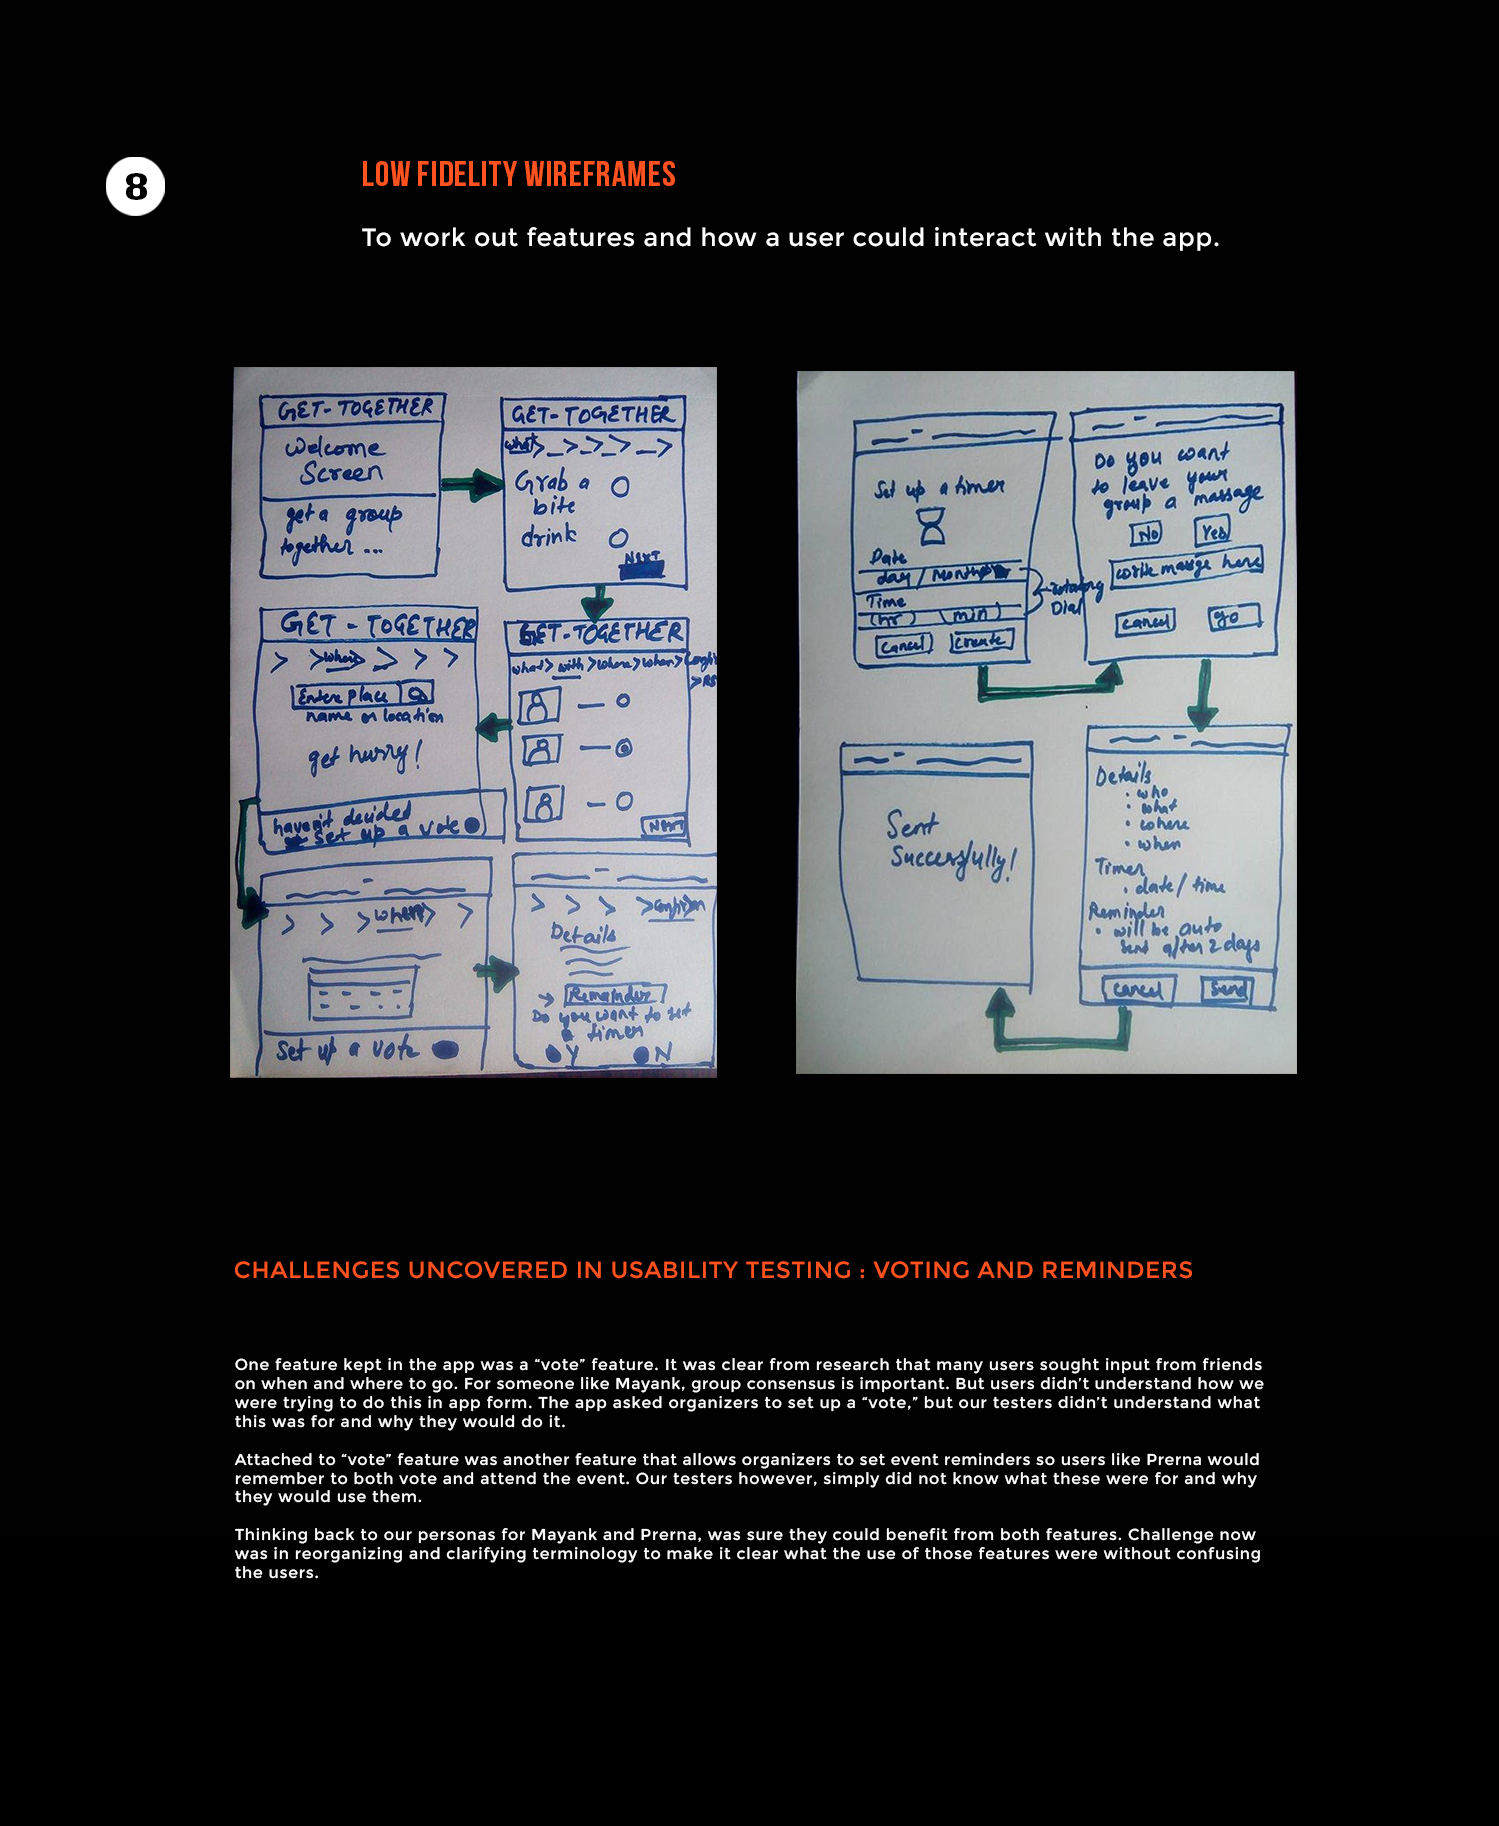 8
LOW FIDELITY WIREFRAMES
To work out features and how a user could interact with the app.
GET-TOGETHER
Welcome
Screen
get a group
together ...
GET-TOGETHER
what
Grab a
bite
drink
NEXT
GET-TOGETHER
what > with > where > when >
Next
GET-TOGETHER
where
Enter place
name or location
get hurry!
haven't decided
set up a vote
when
Set up a vote
Details
Remainder
Do you want to set
a timer
Y N
Set up a timer
Date
day / month
Time
(hr) (min)
Dial
Cancel Create
Do you want
to leave your
group a massage
No Yes
write massge here
Cancel go
Details
• who
• what
• where
• when
Timer
• date / time
Reminder
• will be auto
send after 2 days
Cancel Send
Sent
Successfully!
CHALLENGES UNCOVERED IN USABILITY TESTING : VOTING AND REMINDERS
One feature kept in the app was a “vote” feature. It was clear from research that many users sought input from friends
on when and where to go. For someone like Mayank, group consensus is important. But users didn’t understand how we
were trying to do this in app form. The app asked organizers to set up a “vote,” but our testers didn’t understand what
this was for and why they would do it.
Attached to “vote” feature was another feature that allows organizers to set event reminders so users like Prerna would
remember to both vote and attend the event. Our testers however, simply did not know what these were for and why
they would use them.
Thinking back to our personas for Mayank and Prerna, was sure they could benefit from both features. Challenge now
was in reorganizing and clarifying terminology to make it clear what the use of those features were without confusing
the users.